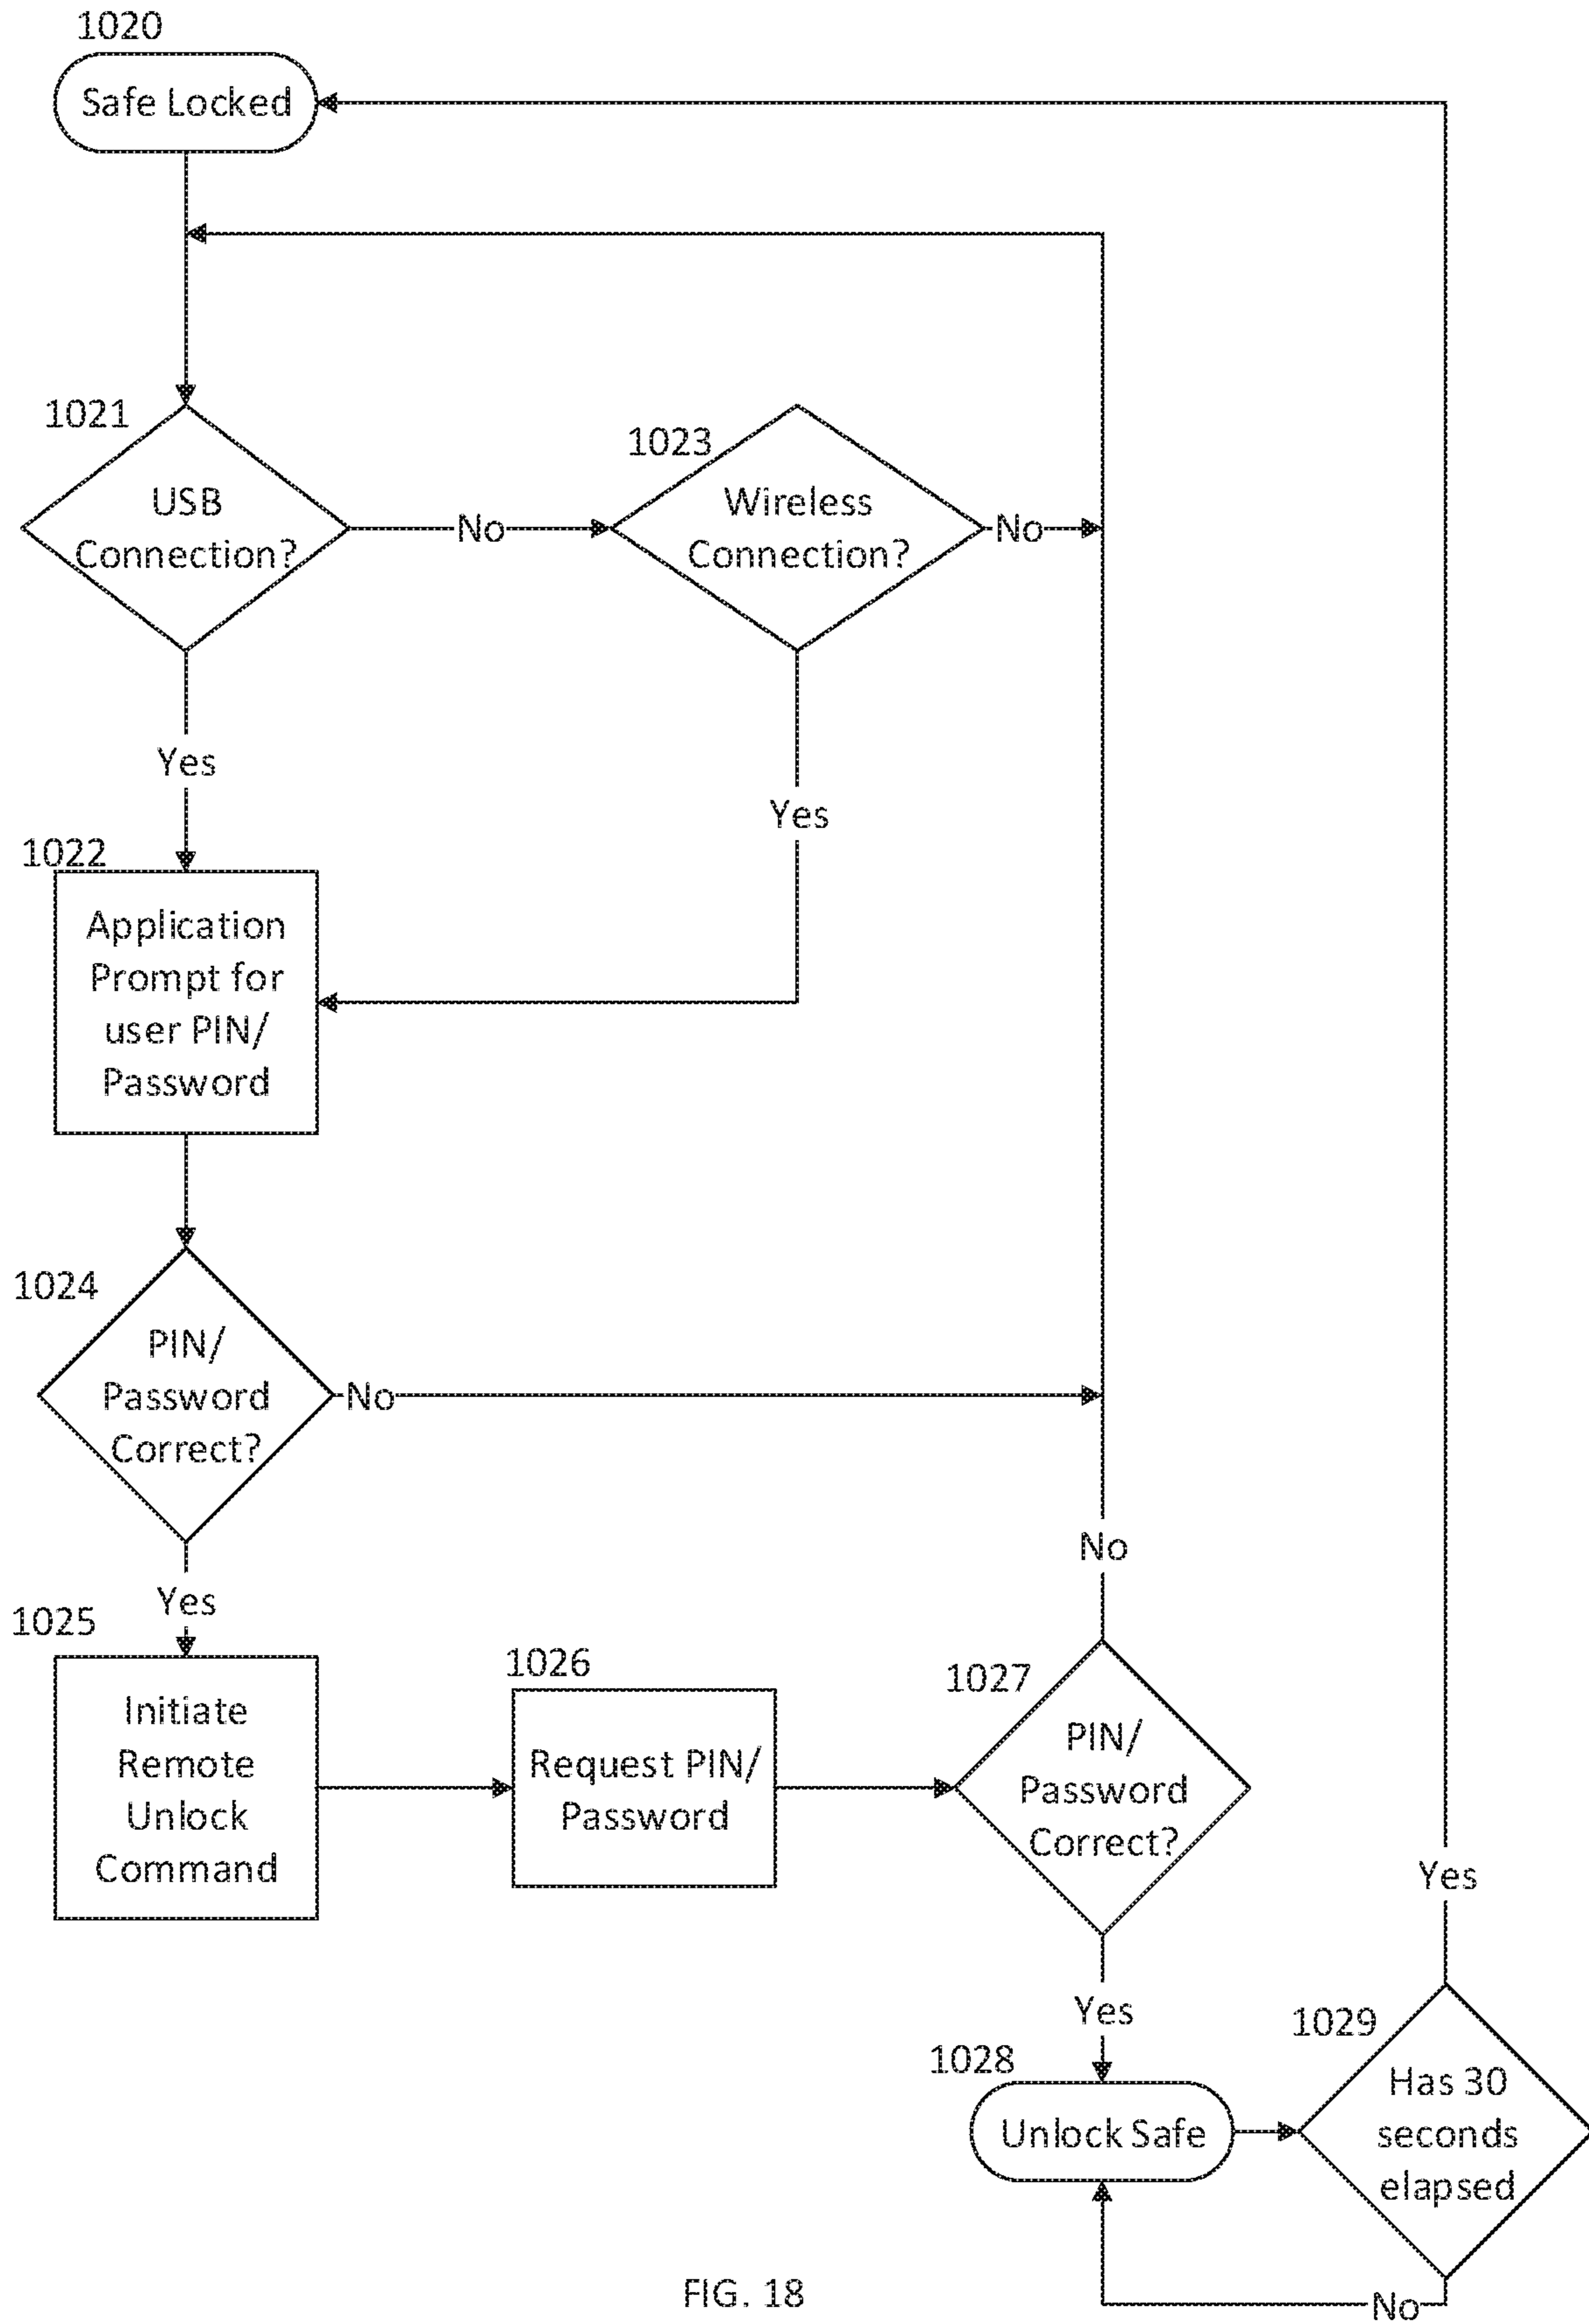 1020
Safe Locked
1021
USB
Connection?
No
1023
Wireless
Connection?
No
Yes
Yes
1022
Application
Prompt for
user PIN/
Password
1024
PIN/
Password
Correct?
No
No
Yes
1025
Initiate
Remote
Unlock
Command
1026
Request PIN/
Password
1027
PIN/
Password
Correct?
Yes
Yes
1028
Unlock Safe
1029
Has 30
seconds
elapsed
No
FIG. 18